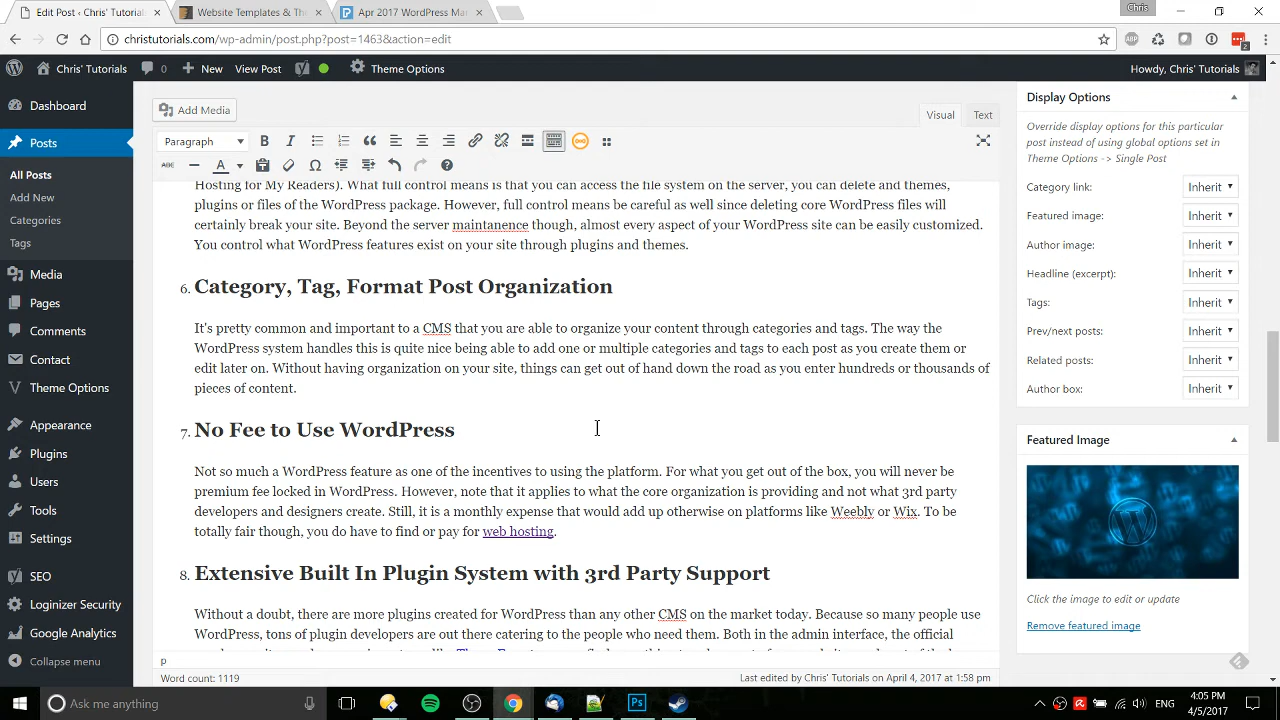 Edit Post ‹ Chris' Tutorials
Website Templates & Th
Apr 2017 WordPress Mar
Chris
christutorials.com/wp-admin/post.php?post=1463&action=edit
ABP
2
Chris' Tutorials
0
New
View Post
Theme Options
Howdy, Chris' Tutorials
Dashboard
Posts
All Posts
Add New
Categories
Tags
Media
Pages
Comments
Contact
Theme Options
Appearance
Plugins
Users
Tools
Settings
SEO
Loginizer Security
Google Analytics
Collapse menu
Add Media
Visual
Text
Paragraph
B
I
ABC
A
Hosting for My Readers). What full control means is that you can access the file system on the server, you can delete and themes,
plugins or files of the WordPress package. However, full control means be careful as well since deleting core WordPress files will
certainly break your site. Beyond the server maintanence though, almost every aspect of your WordPress site can be easily customized.
You control what WordPress features exist on your site through plugins and themes.
6. Category, Tag, Format Post Organization
It's pretty common and important to a CMS that you are able to organize your content through categories and tags. The way the
WordPress system handles this is quite nice being able to add one or multiple categories and tags to each post as you create them or
edit later on. Without having organization on your site, things can get out of hand down the road as you enter hundreds or thousands of
pieces of content.
7. No Fee to Use WordPress
Not so much a WordPress feature as one of the incentives to using the platform. For what you get out of the box, you will never be
premium fee locked in WordPress. However, note that it applies to what the core organization is providing and not what 3rd party
developers and designers create. Still, it is a monthly expense that would add up otherwise on platforms like Weebly or Wix. To be
totally fair though, you do have to find or pay for web hosting.
8. Extensive Built In Plugin System with 3rd Party Support
Without a doubt, there are more plugins created for WordPress than any other CMS on the market today. Because so many people use
WordPress, tons of plugin developers are out there catering to the people who need them. Both in the admin interface, the official
p
Word count: 1119
Last edited by Chris' Tutorials on April 4, 2017 at 1:58 pm
Display Options
Override display options for this particular
post instead of using global options set in
Theme Options -> Single Post
Category link: Inherit
Featured image: Inherit
Author image: Inherit
Headline (excerpt): Inherit
Tags: Inherit
Prev/next posts: Inherit
Related posts: Inherit
Author box: Inherit
Featured Image
Click the image to edit or update
Remove featured image
Ask me anything
Ps
4:05 PM
4/5/2017